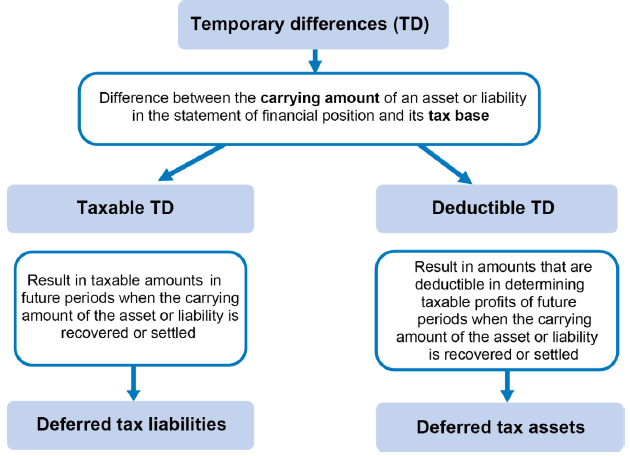 Temporary differences (TD)
Difference between the carrying amount of an asset or liability
in the statement of financial position and its tax base
Taxable TD
Result in taxable amounts in
future periods when the carrying
amount of the asset or liability is
recovered or settled
Deferred tax liabilities
Deductible TD
Result in amounts that are
deductible in determining
taxable profits of future
periods when the carrying
amount of the asset or liability
is recovered or settled
Deferred tax assets